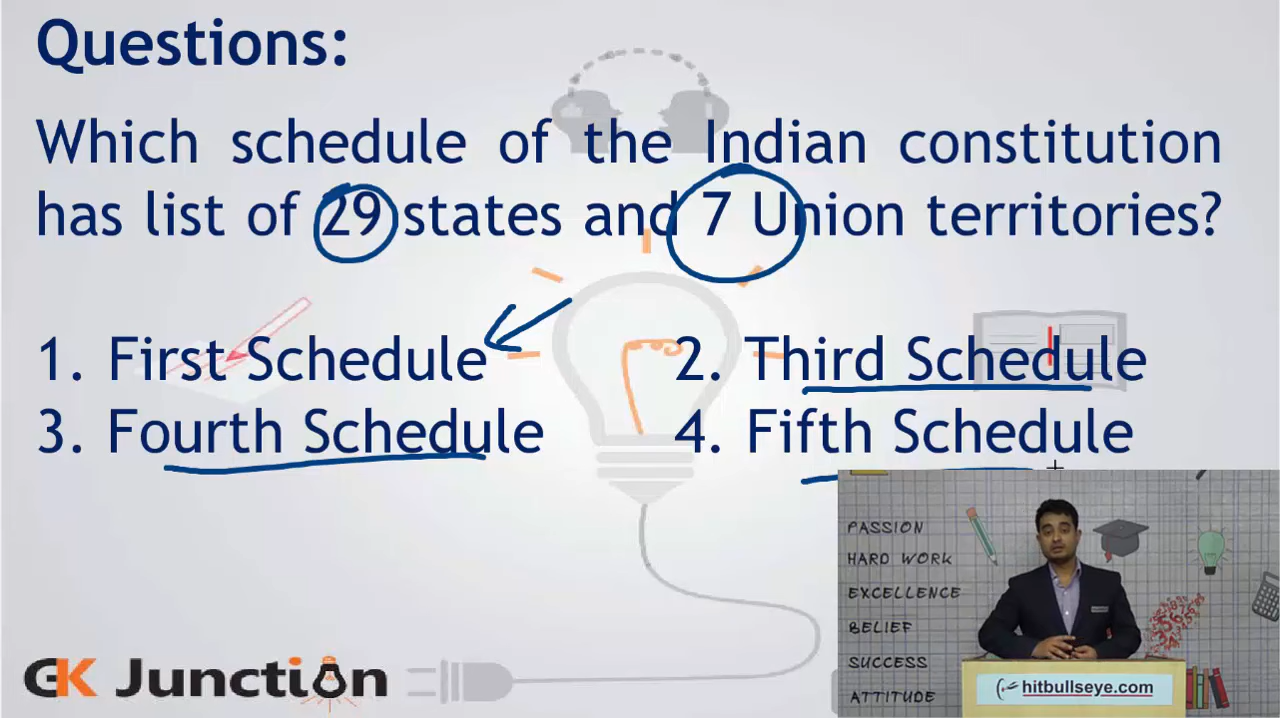 Questions:
Which schedule of the Indian constitution
has list of 29 states and 7 Union territories?
1. First Schedule
2. Third Schedule
3. Fourth Schedule
4. Fifth Schedule
PASSION
HARD WORK
EXCELLENCE
BELIEF
SUCCESS
ATTITUDE
hitbullseye.com
GK Junction